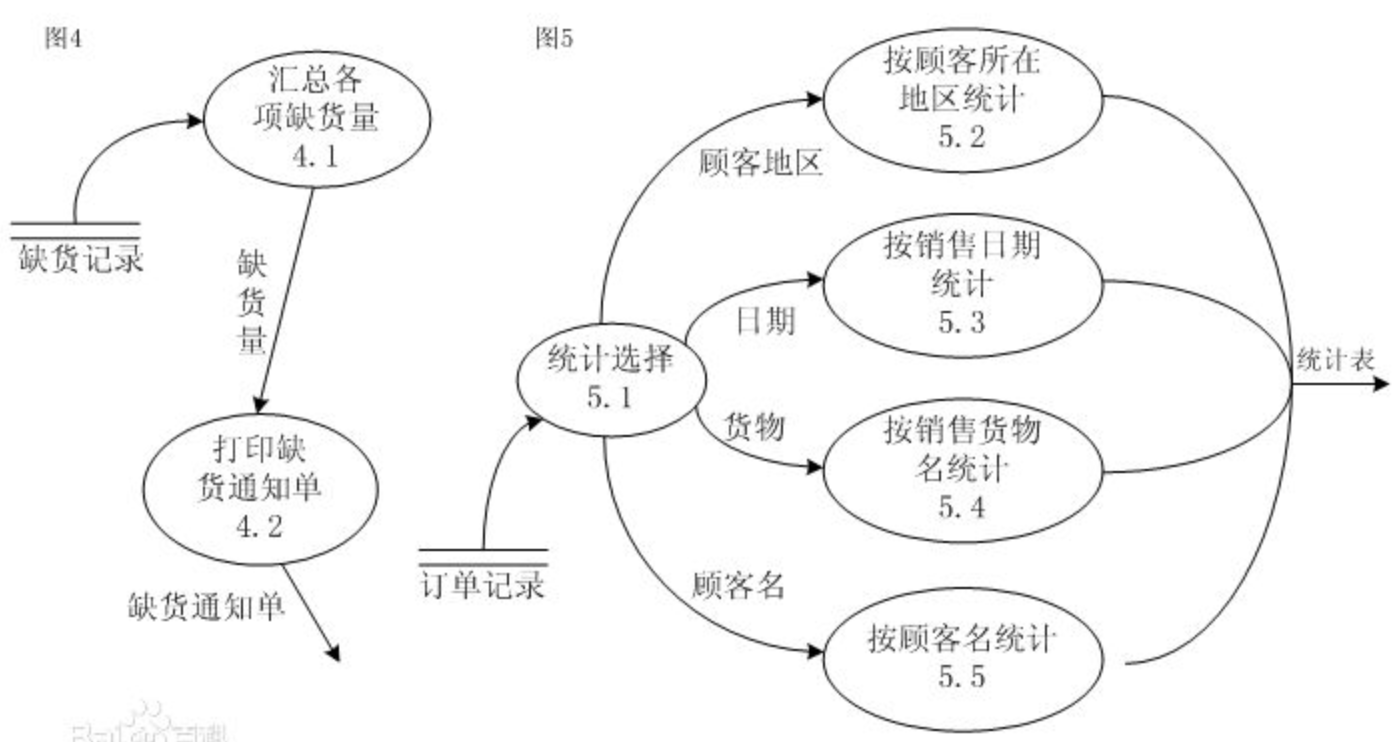 图4
汇总各
项缺货量
4.1
缺货记录
缺
货
量
打印缺
货通知单
4.2
缺货通知单
图5
按顾客所在
地区统计
5.2
顾客地区
按销售日期
统计
5.3
日期
统计选择
5.1
统计表
货物
按销售货物
名统计
5.4
订单记录
顾客名
按顾客名统计
5.5